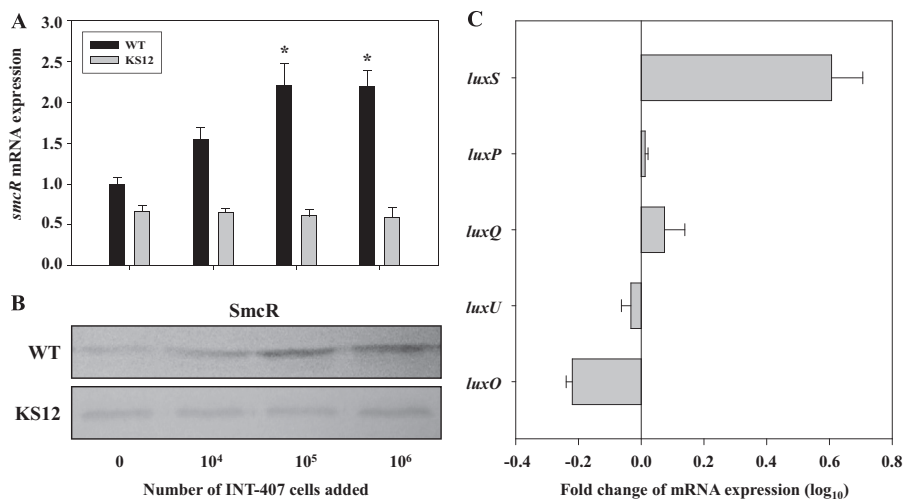 A
3.0
2.5
2.0
1.5
1.0
0.5
0.0
smcR mRNA expression
WT
KS12
*
*
B
SmcR
WT
KS12
0 10⁴ 10⁵ 10⁶
Number of INT-407 cells added
C
luxS
luxP
luxQ
luxU
luxO
-0.4 -0.2 0.0 0.2 0.4 0.6 0.8
Fold change of mRNA expression (log₁₀)